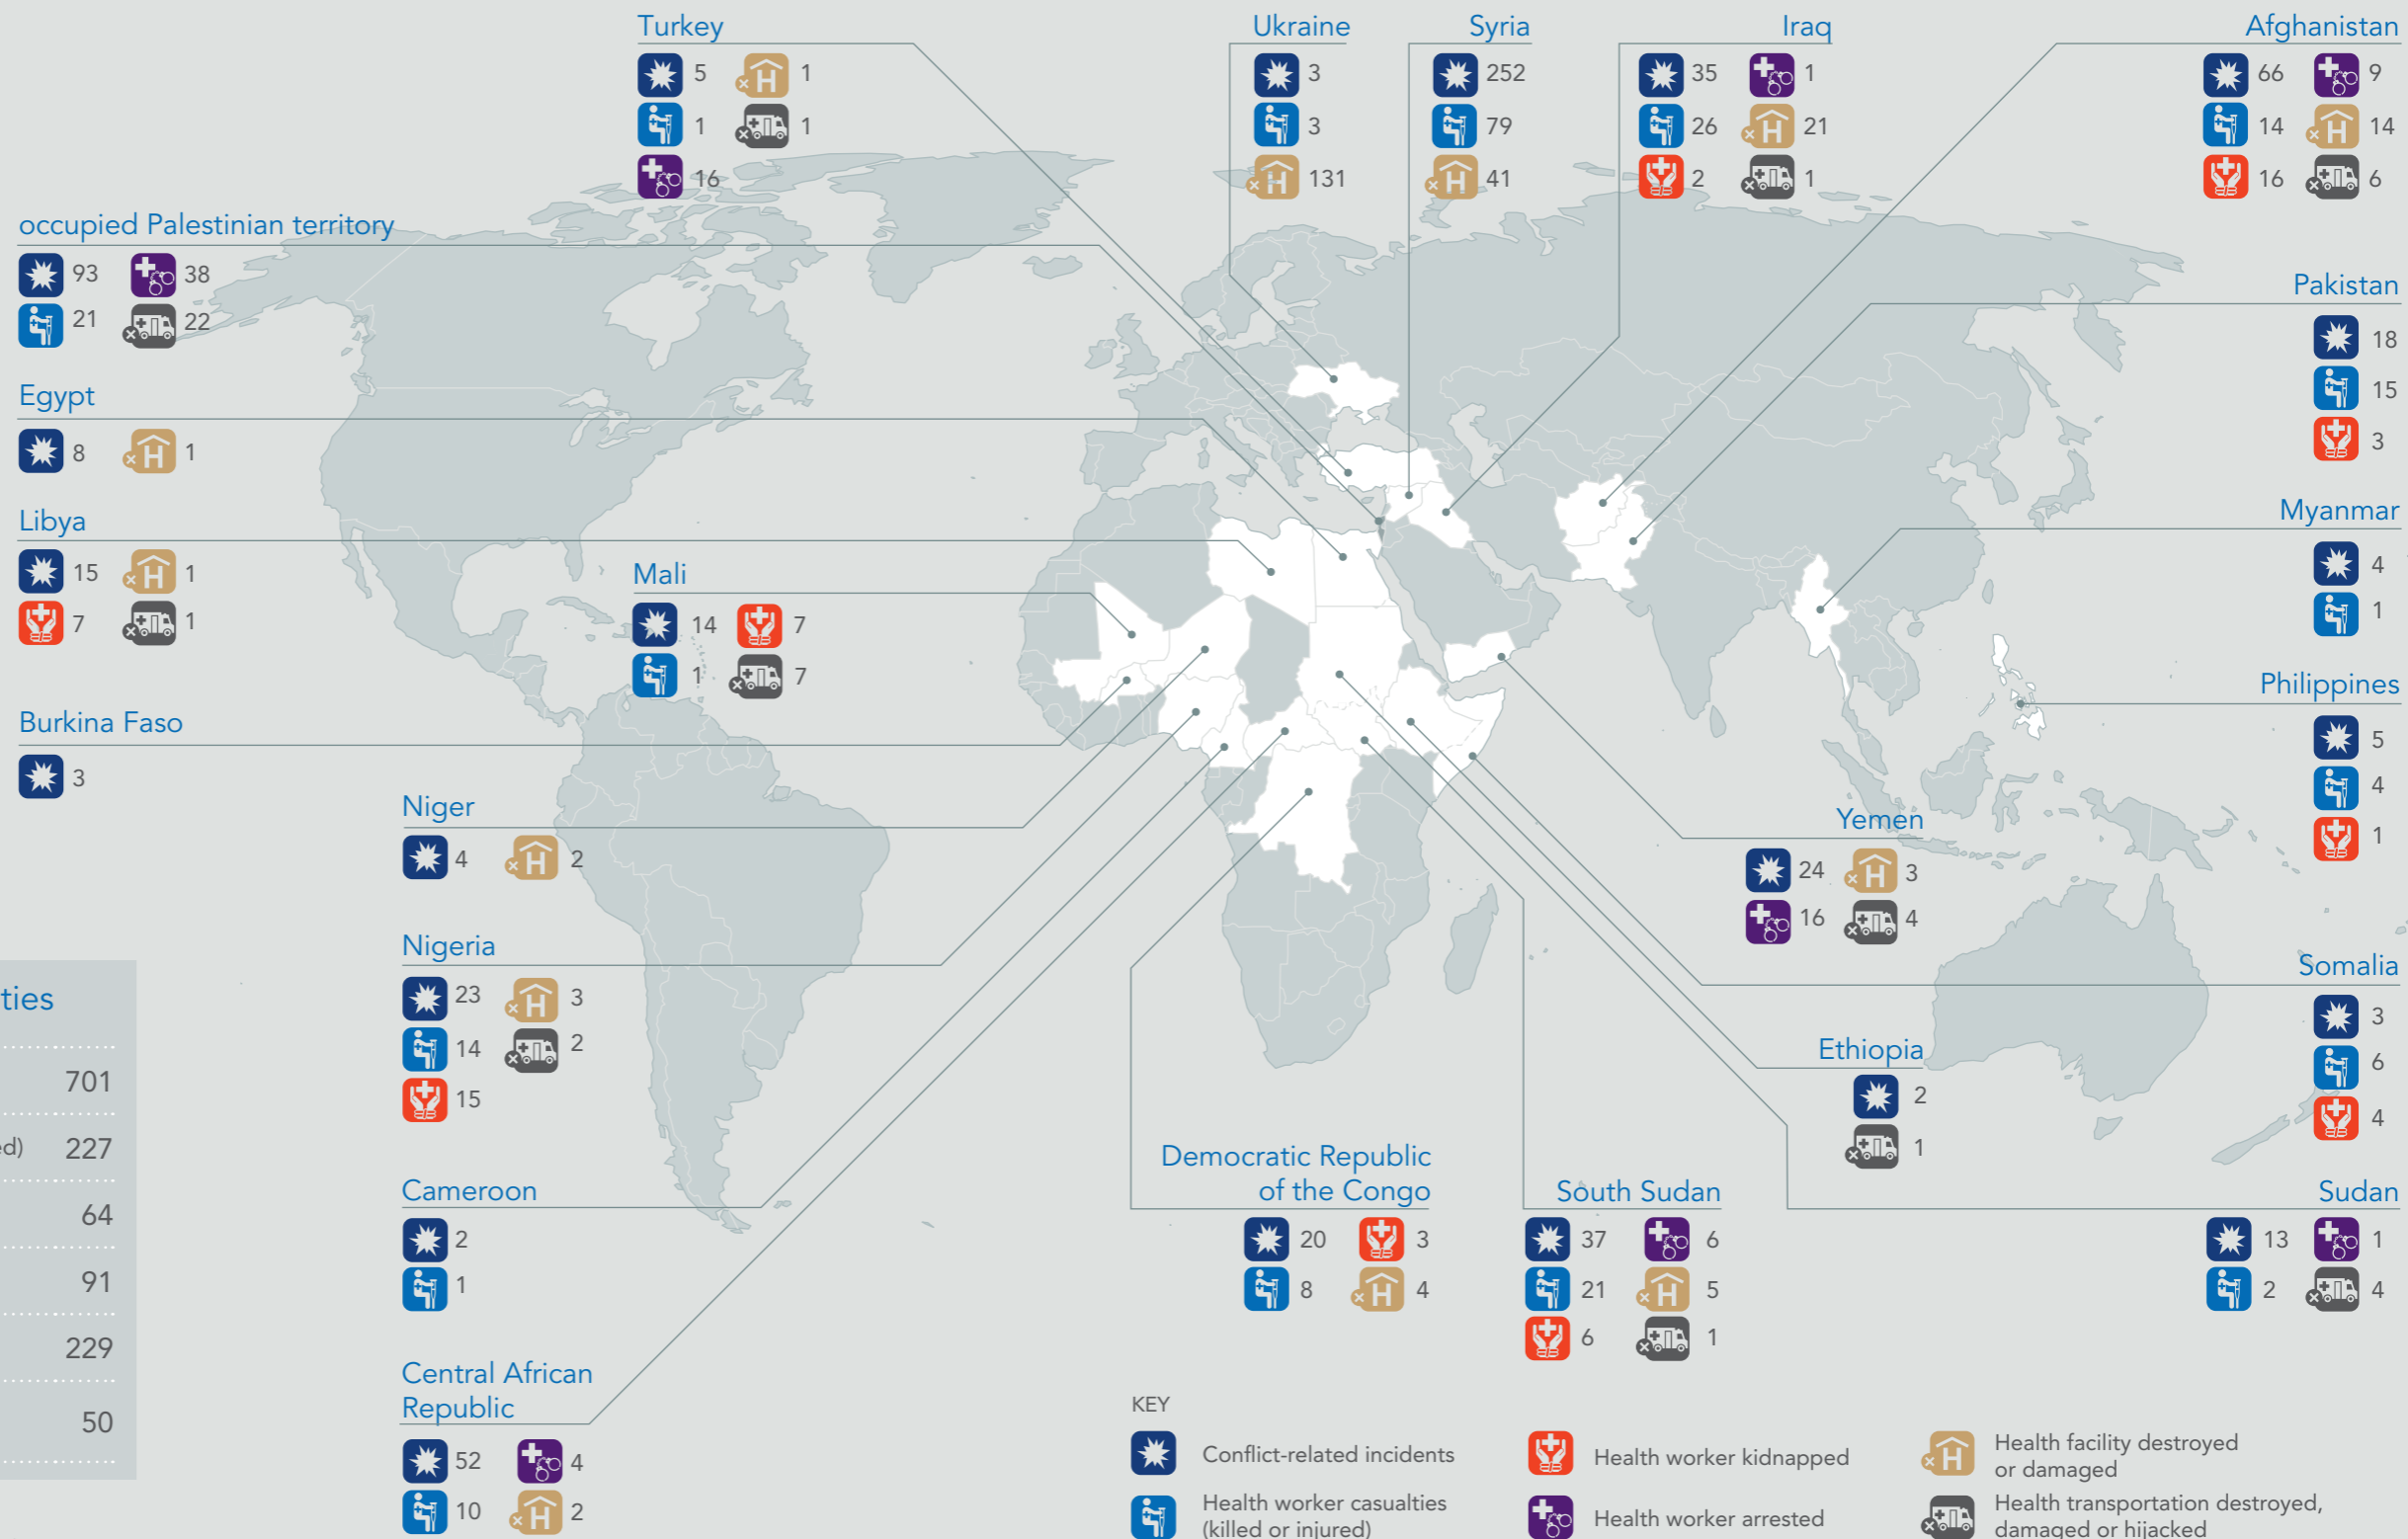 Turkey
5 1
1 1
16
Ukraine
3
3
131
Syria
252
79
41
Iraq
35 1
26 21
2 1
Afghanistan
66 9
14 14
16 6
occupied Palestinian territory
93 38
21 22
Pakistan
18
15
3
Egypt
8 1
Libya
15 1
7 1
Mali
14 7
1 7
Myanmar
4
1
Burkina Faso
3
Philippines
5
4
1
Niger
4 2
Yemen
24 3
16 4
Nigeria
23 3
14 2
15
Somalia
3
6
4
Ethiopia
2
1
ties
701
ed) 227
64
91
229
50
Cameroon
2
1
Democratic Republic
of the Congo
20 3
8 4
South Sudan
37 6
21 5
6 1
Sudan
13 1
2 4
Central African
Republic
52 4
10 2
KEY
Conflict-related incidents
Health worker casualties
(killed or injured)
Health worker kidnapped
Health worker arrested
Health facility destroyed
or damaged
Health transportation destroyed,
damaged or hijacked